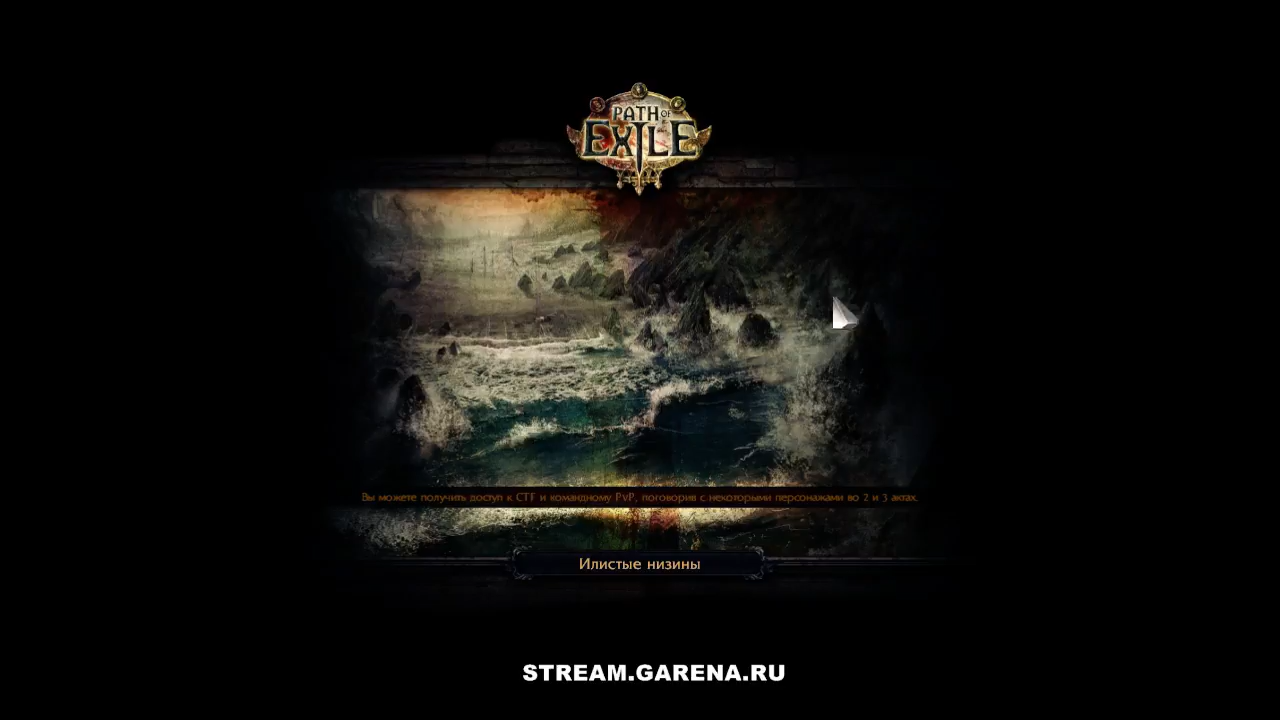 PATH OF
EXILE
Вы можете получить доступ к CTF и командному PvP, поговорив с некоторыми персонажами во 2 и 3 актах.
Илистые низины
STREAM.GARENA.RU